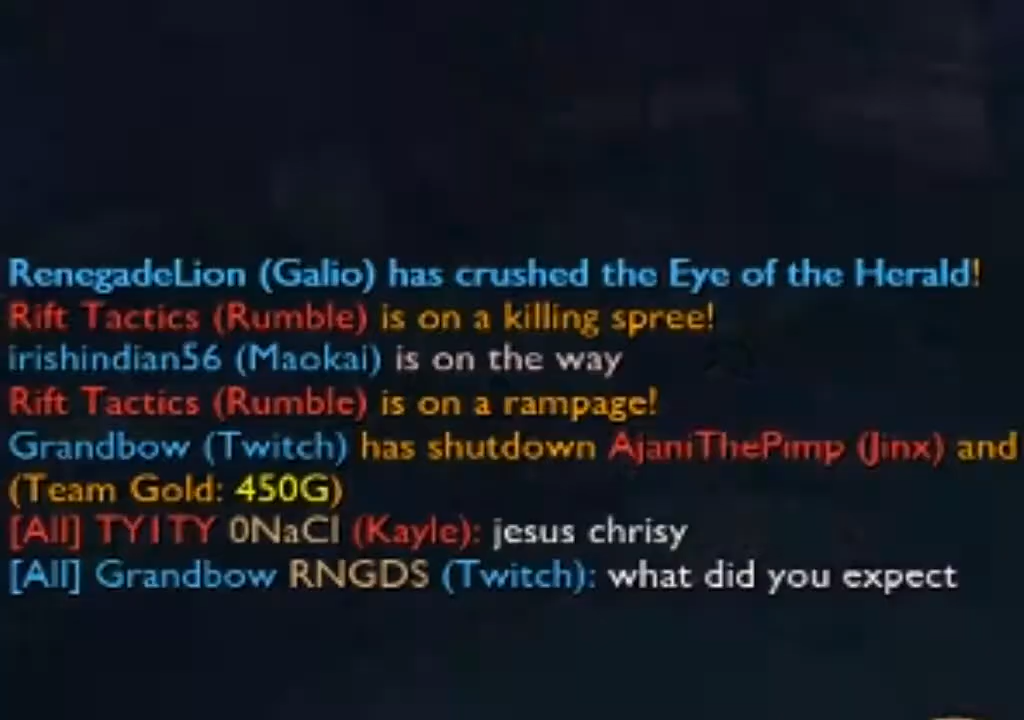 RenegadeLion (Galio) has crushed the Eye of the Herald!
Rift Tactics (Rumble) is on a killing spree!
irishindian56 (Maokai) is on the way
Rift Tactics (Rumble) is on a rampage!
Grandbow (Twitch) has shutdown AjaniThePimp (Jinx) and
(Team Gold: 450G)
[All] TY1TY 0NaCl (Kayle): jesus chrisy
[All] Grandbow RNGDS (Twitch): what did you expect